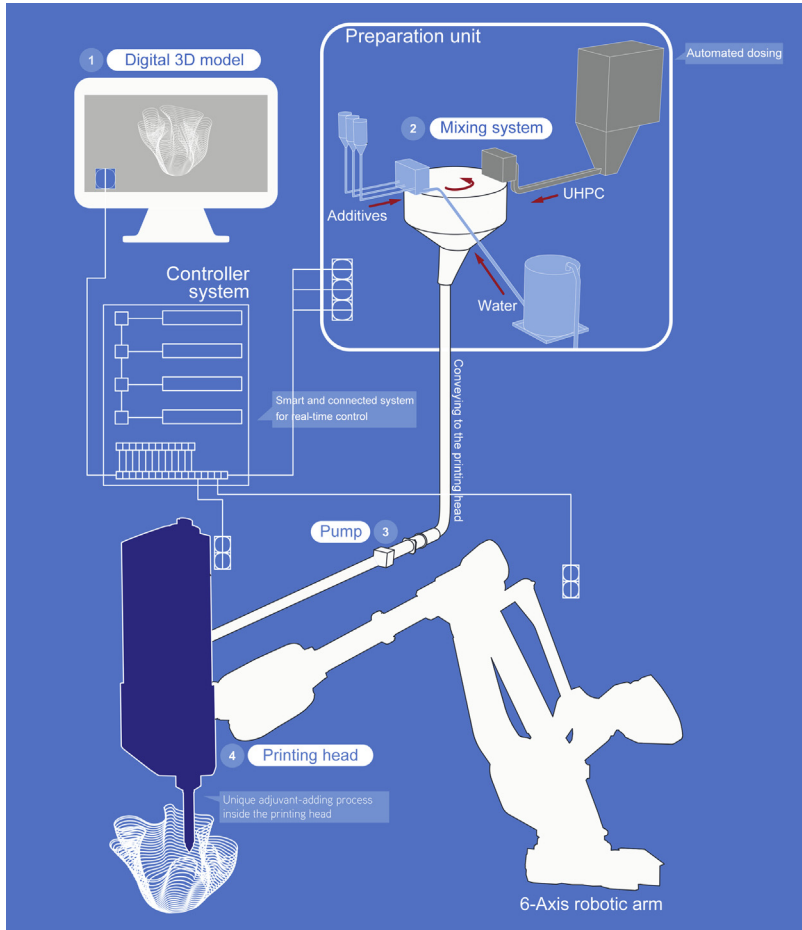 1 Digital 3D model
Preparation unit
Automated dosing
2 Mixing system
UHPC
Additives
Water
Controller
system
Smart and connected system
for real-time control
Conveying to the printing head
Pump 3
4 Printing head
Unique adjuvant-adding process
inside the printing head
6-Axis robotic arm